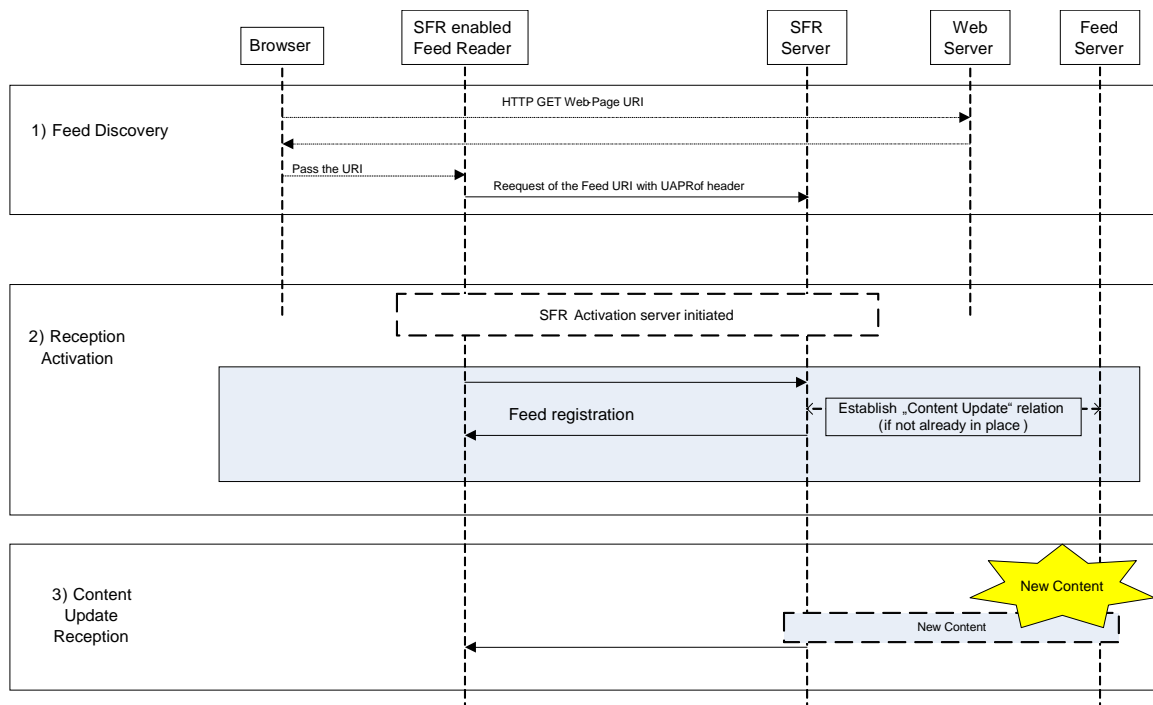 Browser
SFR enabled
Feed Reader
SFR
Server
Web
Server
Feed
Server
1) Feed Discovery
HTTP GET Web-Page URI
Pass the URI
Reequest of the Feed URI with UAPRof header
2) Reception
Activation
SFR Activation server initiated
Feed registration
Establish „Content Update“ relation
(if not already in place )
3) Content
Update
Reception
New Content
New Content